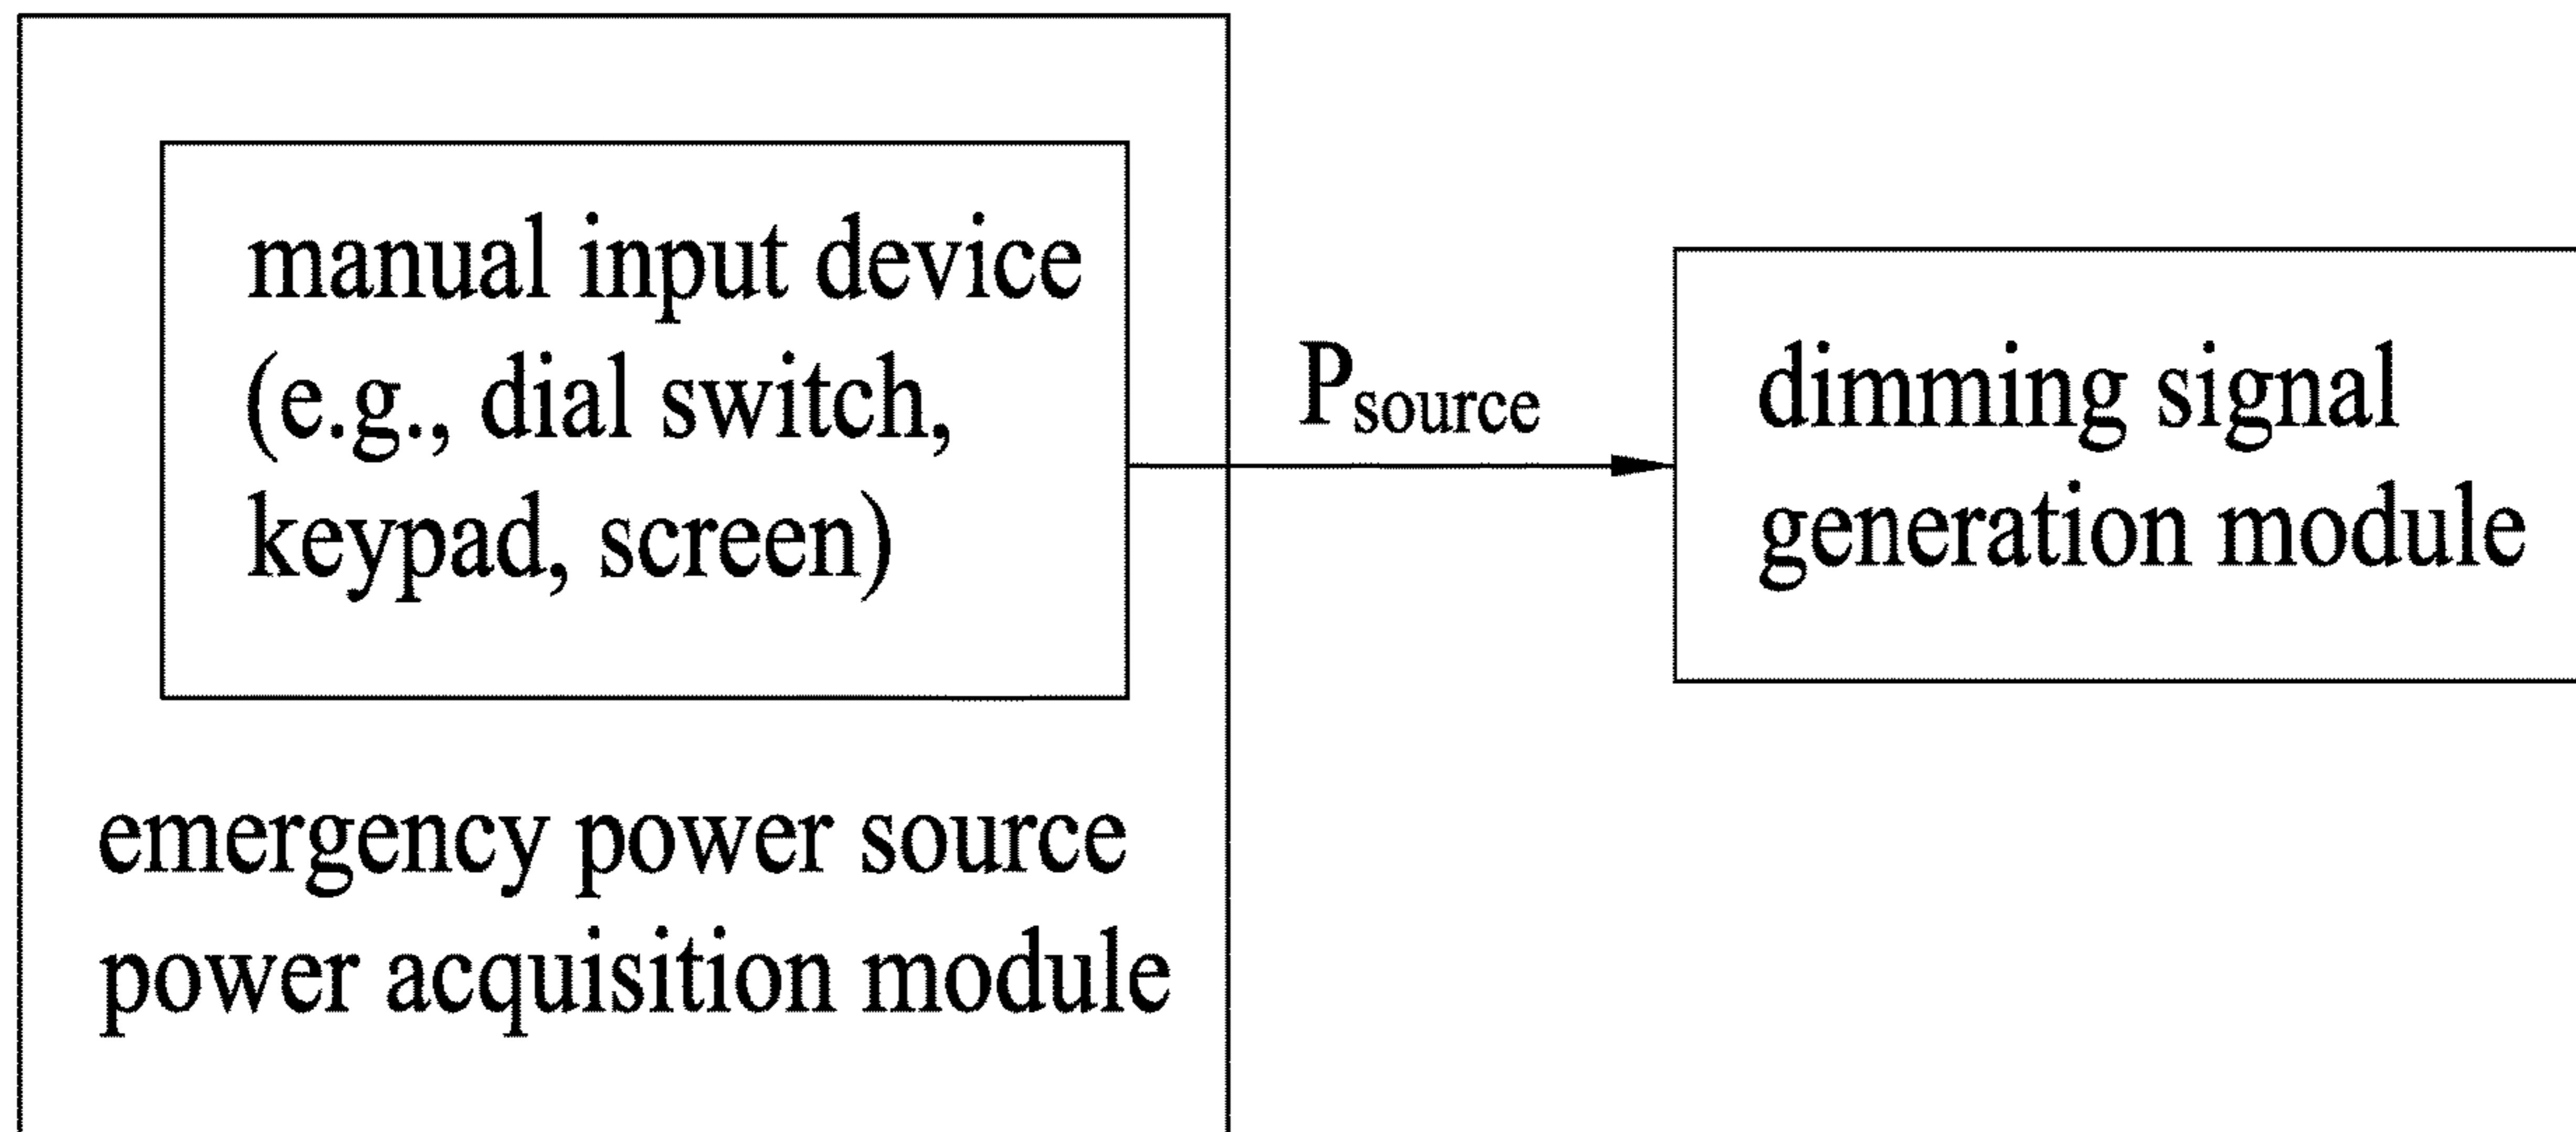 manual input device
(e.g., dial switch,
keypad, screen)
emergency power source
power acquisition module
Psource
dimming signal
generation module